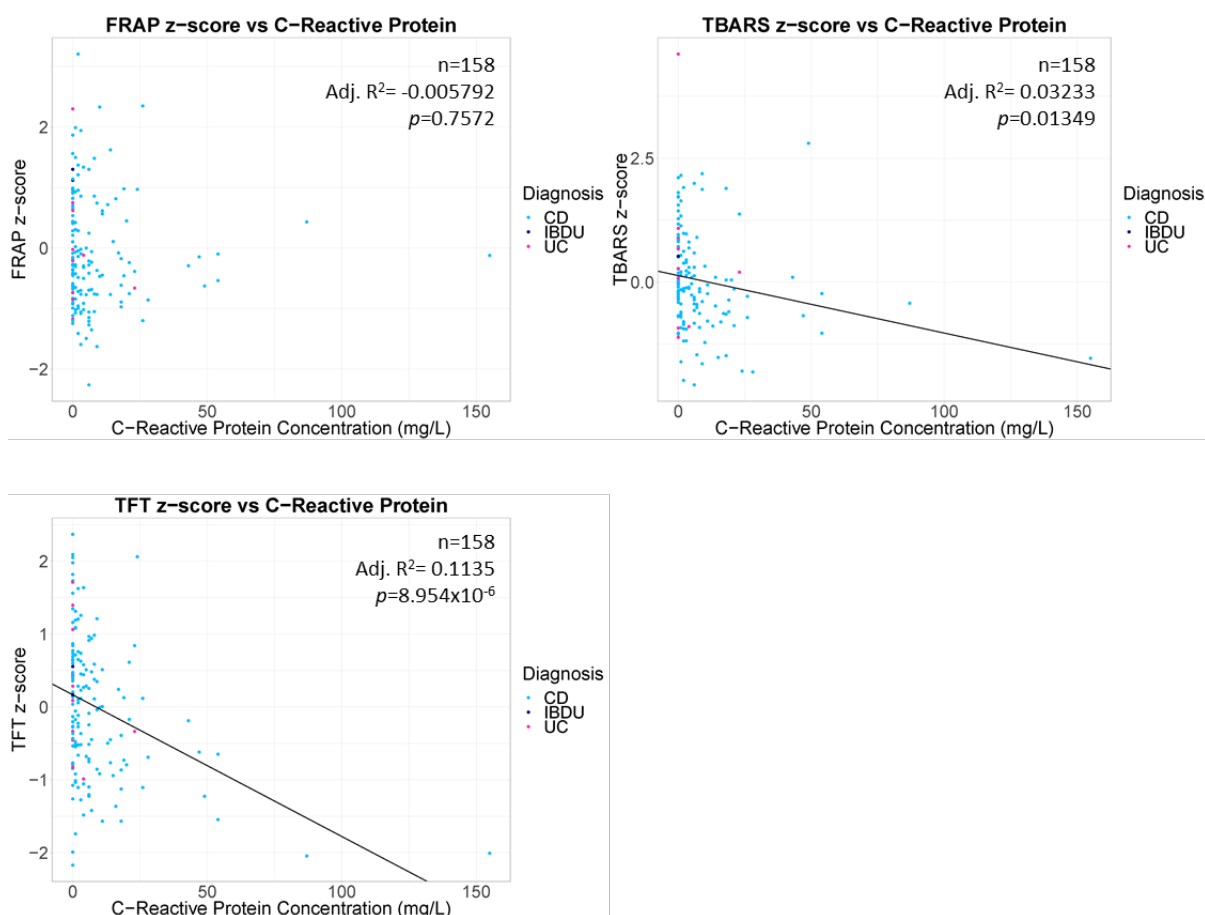 FRAP z−score vs C−Reactive Protein
n=158
Adj. R²= -0.005792
p=0.7572
FRAP z−score
2
0
−2
0
50
100
150
C−Reactive Protein Concentration (mg/L)
Diagnosis
CD
IBDU
UC
TBARS z−score vs C−Reactive Protein
n=158
Adj. R²= 0.03233
p=0.01349
TBARS z−score
2.5
0.0
0
50
100
150
C−Reactive Protein Concentration (mg/L)
Diagnosis
CD
IBDU
UC
TFT z−score vs C−Reactive Protein
n=158
Adj. R²= 0.1135
p=8.954x10⁻⁶
TFT z−score
2
1
0
−1
−2
0
50
100
150
C−Reactive Protein Concentration (mg/L)
Diagnosis
CD
IBDU
UC